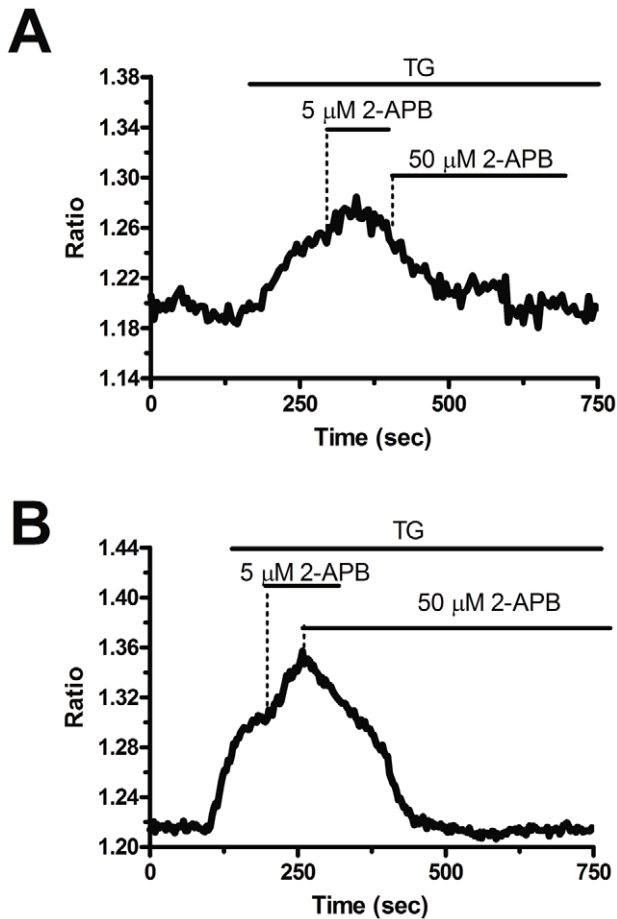 A
TG
1.38
5 μM 2-APB
1.34
50 μM 2-APB
1.30
1.26
1.22
1.18
1.14
Ratio
0 250 500 750
Time (sec)
B
TG
1.44
5 μM 2-APB
1.40
50 μM 2-APB
1.36
1.32
1.28
1.24
1.20
Ratio
0 250 500 750
Time (sec)